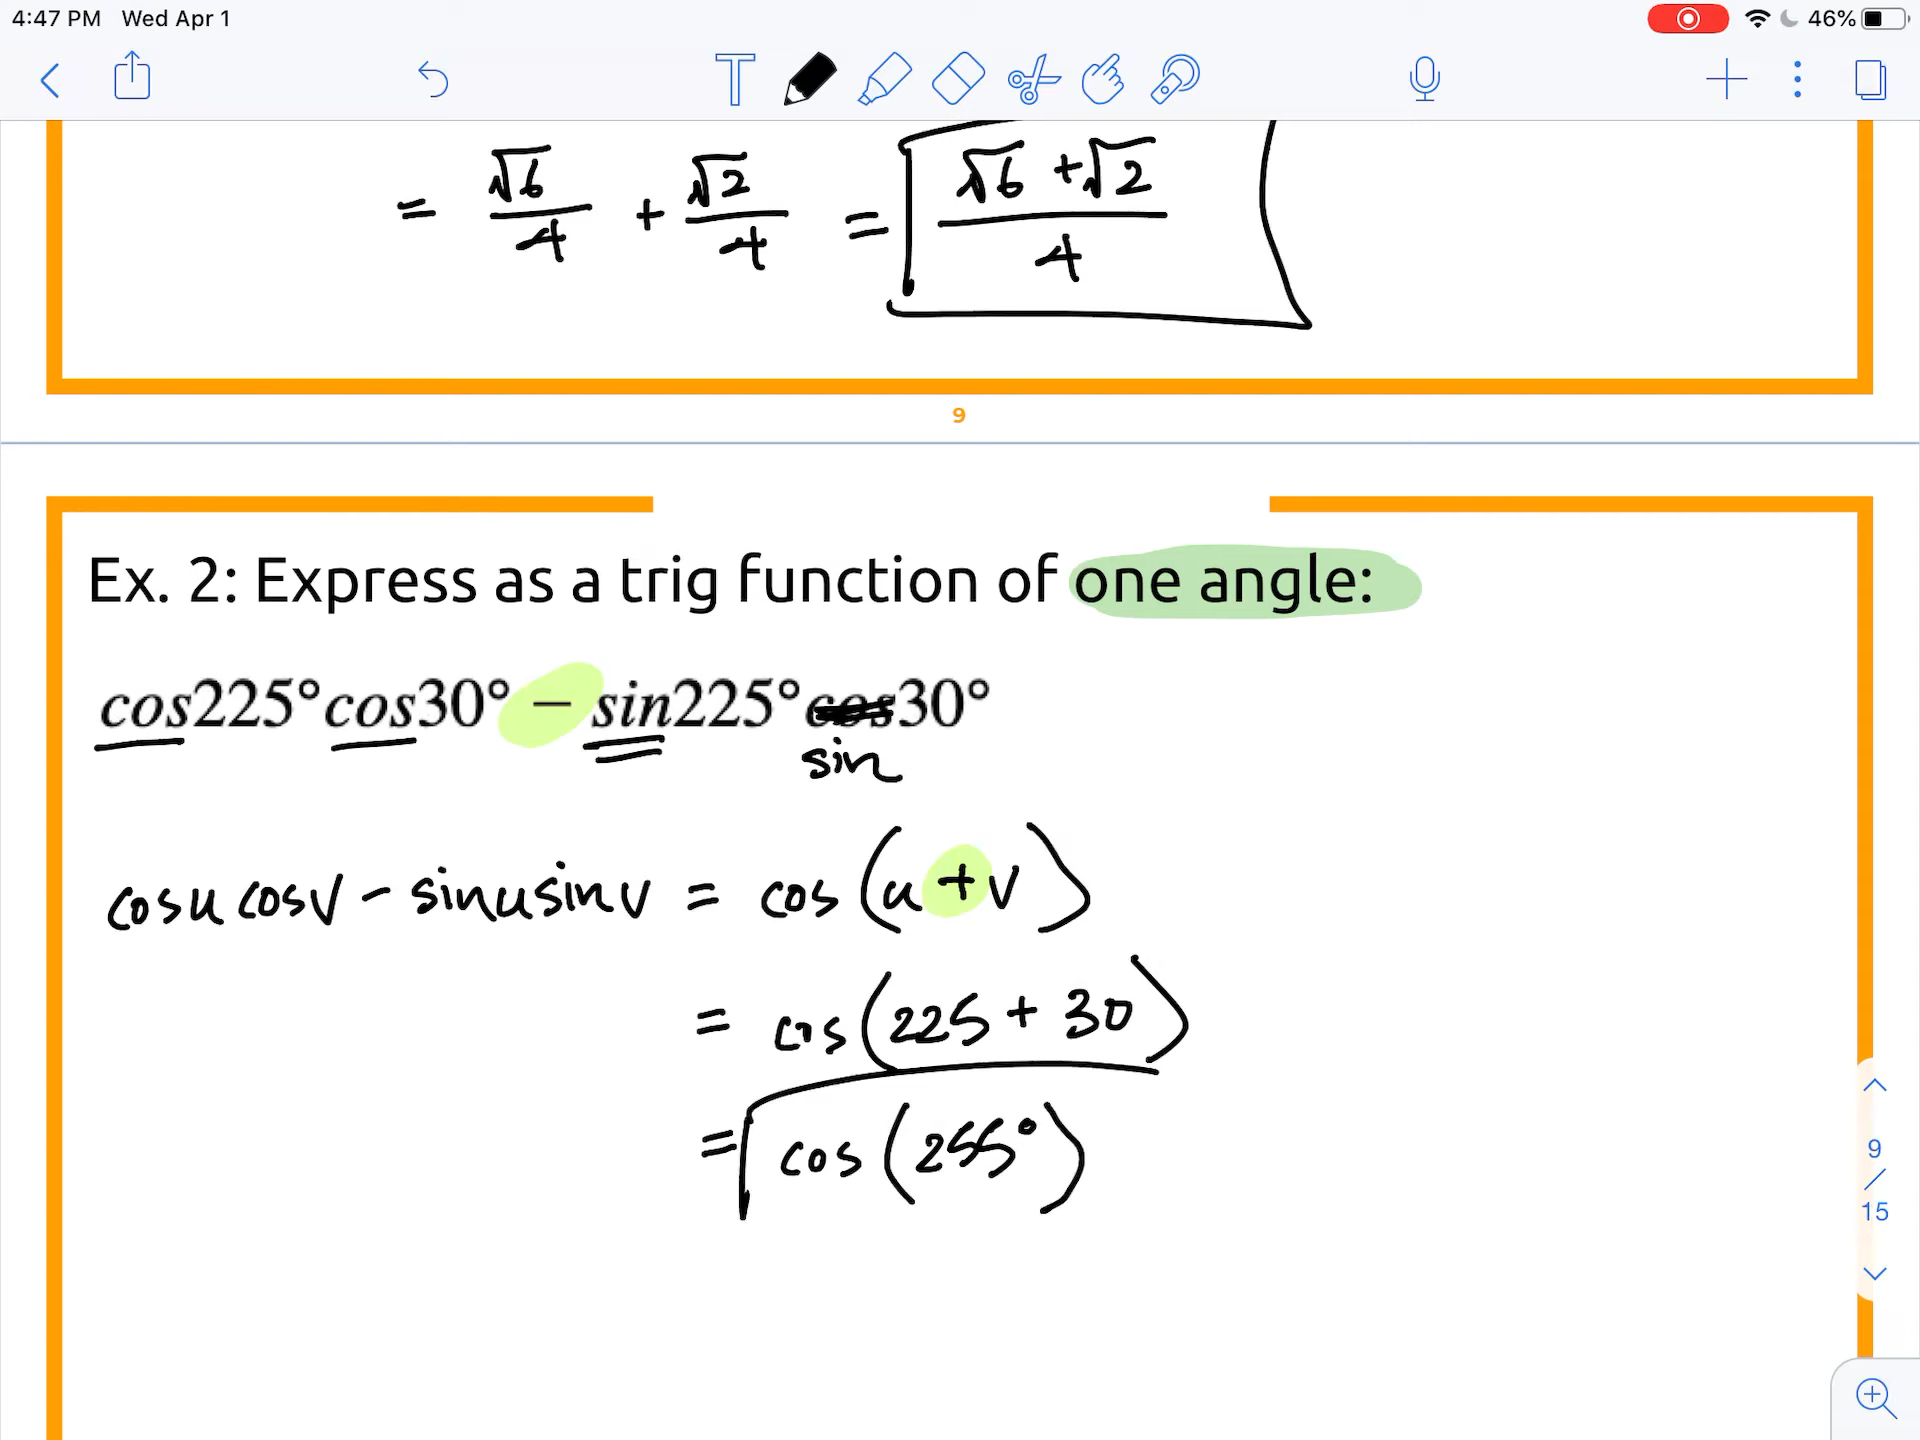 4:47 PM Wed Apr 1 46%
= √6/4 + √2/4 = √6 + √2/4
9
Ex. 2: Express as a trig function of one angle:
cos225°cos30° − sin225°cos30°
sin
cosu cosv - sinusinv = cos (u + v)
= cos (225 + 30)
= cos (255°)
9
/
15